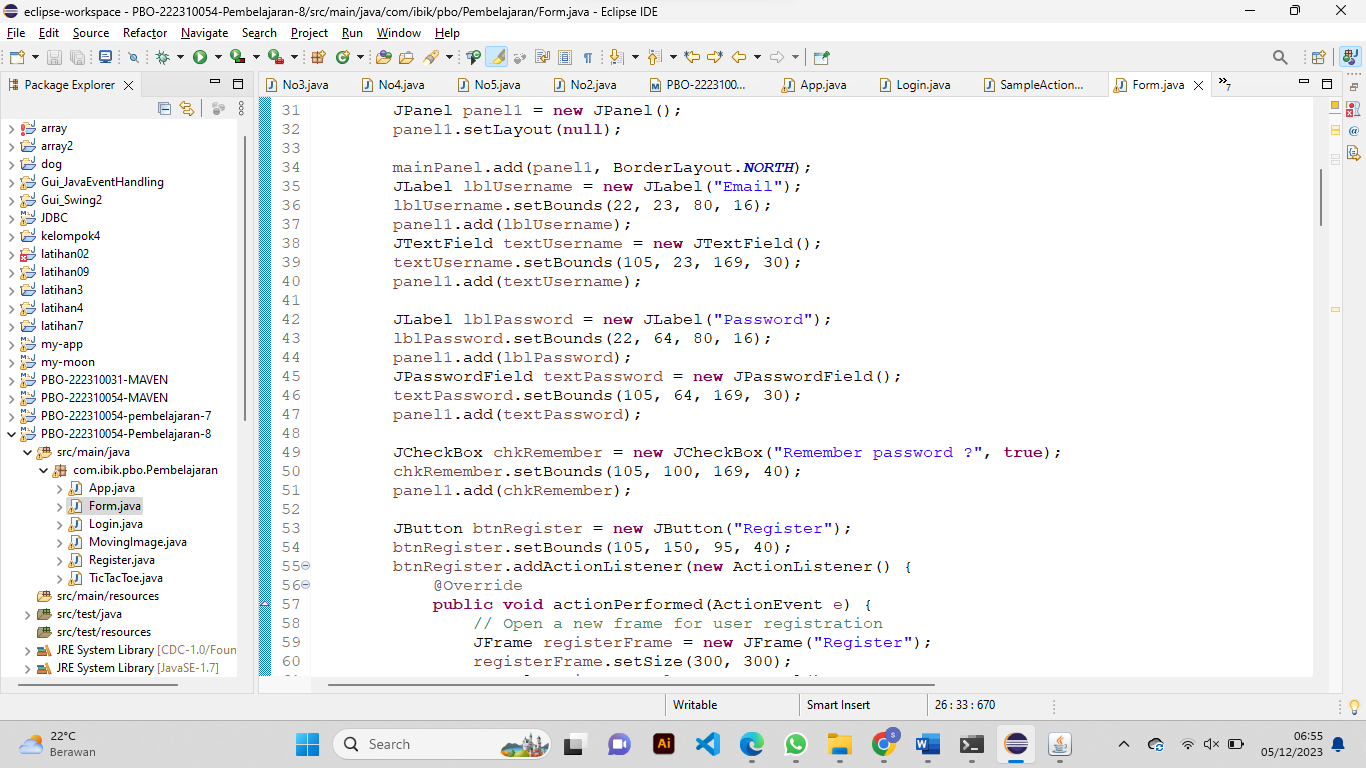 eclipse-workspace - PBO-222310054-Pembelajaran-8/src/main/java/com/ibik/pbo/Pembelajaran/Form.java - Eclipse IDE
File Edit Source Refactor Navigate Search Project Run Window Help
Package Explorer
array
array2
dog
Gui_JavaEventHandling
Gui_Swing2
JDBC
kelompok4
latihan02
latihan09
latihan3
latihan4
latihan7
my-app
my-moon
PBO-222310031-MAVEN
PBO-222310054-MAVEN
PBO-222310054-pembelajaran-7
PBO-222310054-Pembelajaran-8
src/main/java
com.ibik.pbo.Pembelajaran
App.java
Form.java
Login.java
MovingImage.java
Register.java
TicTacToe.java
src/main/resources
src/test/java
src/test/resources
JRE System Library [CDC-1.0/Foun
JRE System Library [JavaSE-1.7]
No3.java No4.java No5.java No2.java PBO-2223100... App.java Login.java SampleAction... Form.java 7
31 JPanel panel1 = new JPanel();
32 panel1.setLayout(null);
33
34 mainPanel.add(panel1, BorderLayout.NORTH);
35 JLabel lblUsername = new JLabel("Email");
36 lblUsername.setBounds(22, 23, 80, 16);
37 panel1.add(lblUsername);
38 JTextField textUsername = new JTextField();
39 textUsername.setBounds(105, 23, 169, 30);
40 panel1.add(textUsername);
41
42 JLabel lblPassword = new JLabel("Password");
43 lblPassword.setBounds(22, 64, 80, 16);
44 panel1.add(lblPassword);
45 JPasswordField textPassword = new JPasswordField();
46 textPassword.setBounds(105, 64, 169, 30);
47 panel1.add(textPassword);
48
49 JCheckBox chkRemember = new JCheckBox("Remember password ?", true);
50 chkRemember.setBounds(105, 100, 169, 40);
51 panel1.add(chkRemember);
52
53 JButton btnRegister = new JButton("Register");
54 btnRegister.setBounds(105, 150, 95, 40);
55 btnRegister.addActionListener(new ActionListener() {
56 @Override
57 public void actionPerformed(ActionEvent e) {
58 // Open a new frame for user registration
59 JFrame registerFrame = new JFrame("Register");
60 registerFrame.setSize(300, 300);
Writable Smart Insert 26 : 33 : 670
22°C
Berawan
Search
06:55
05/12/2023